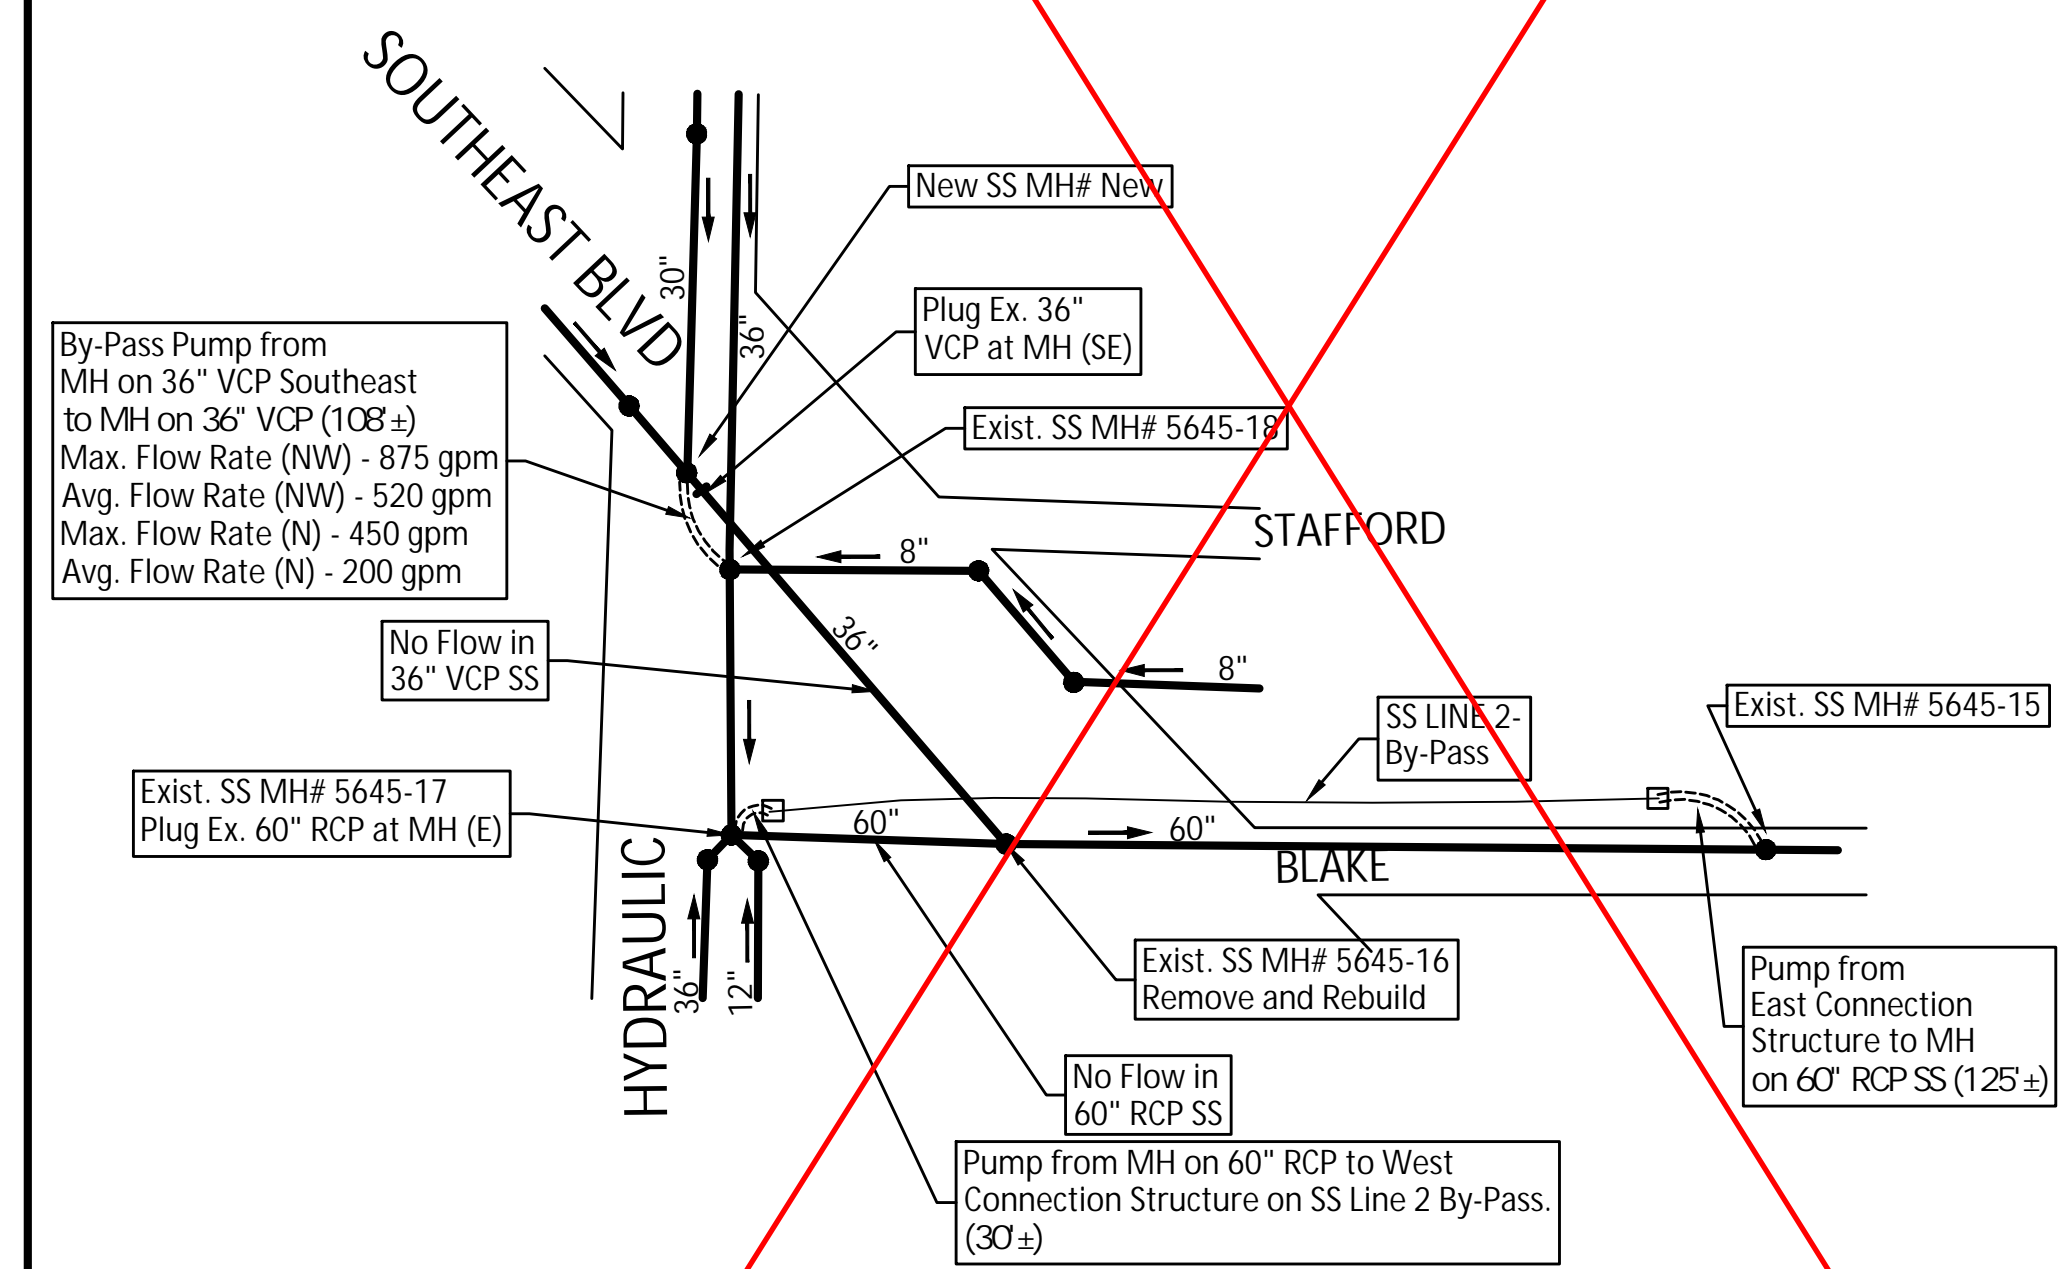 SOUTHEAST BLVD
New SS MH# New
30"
36"
Plug Ex. 36"
VCP at MH (SE)
By-Pass Pump from
MH on 36" VCP Southeast
to MH on 36" VCP (108'±)
Max. Flow Rate (NW) - 875 gpm
Avg. Flow Rate (NW) - 520 gpm
Max. Flow Rate (N) - 450 gpm
Avg. Flow Rate (N) - 200 gpm
Exist. SS MH# 5645-18
STAFFORD
8"
36"
No Flow in
36" VCP SS
8"
SS LINE 2-
By-Pass
Exist. SS MH# 5645-15
Exist. SS MH# 5645-17
Plug Ex. 60" RCP at MH (E)
60"
60"
BLAKE
HYDRAULIC
36"
12"
Exist. SS MH# 5645-16
Remove and Rebuild
Pump from
East Connection
Structure to MH
on 60" RCP SS (125'±)
No Flow in
60" RCP SS
Pump from MH on 60" RCP to West
Connection Structure on SS Line 2 By-Pass.
(30'±)